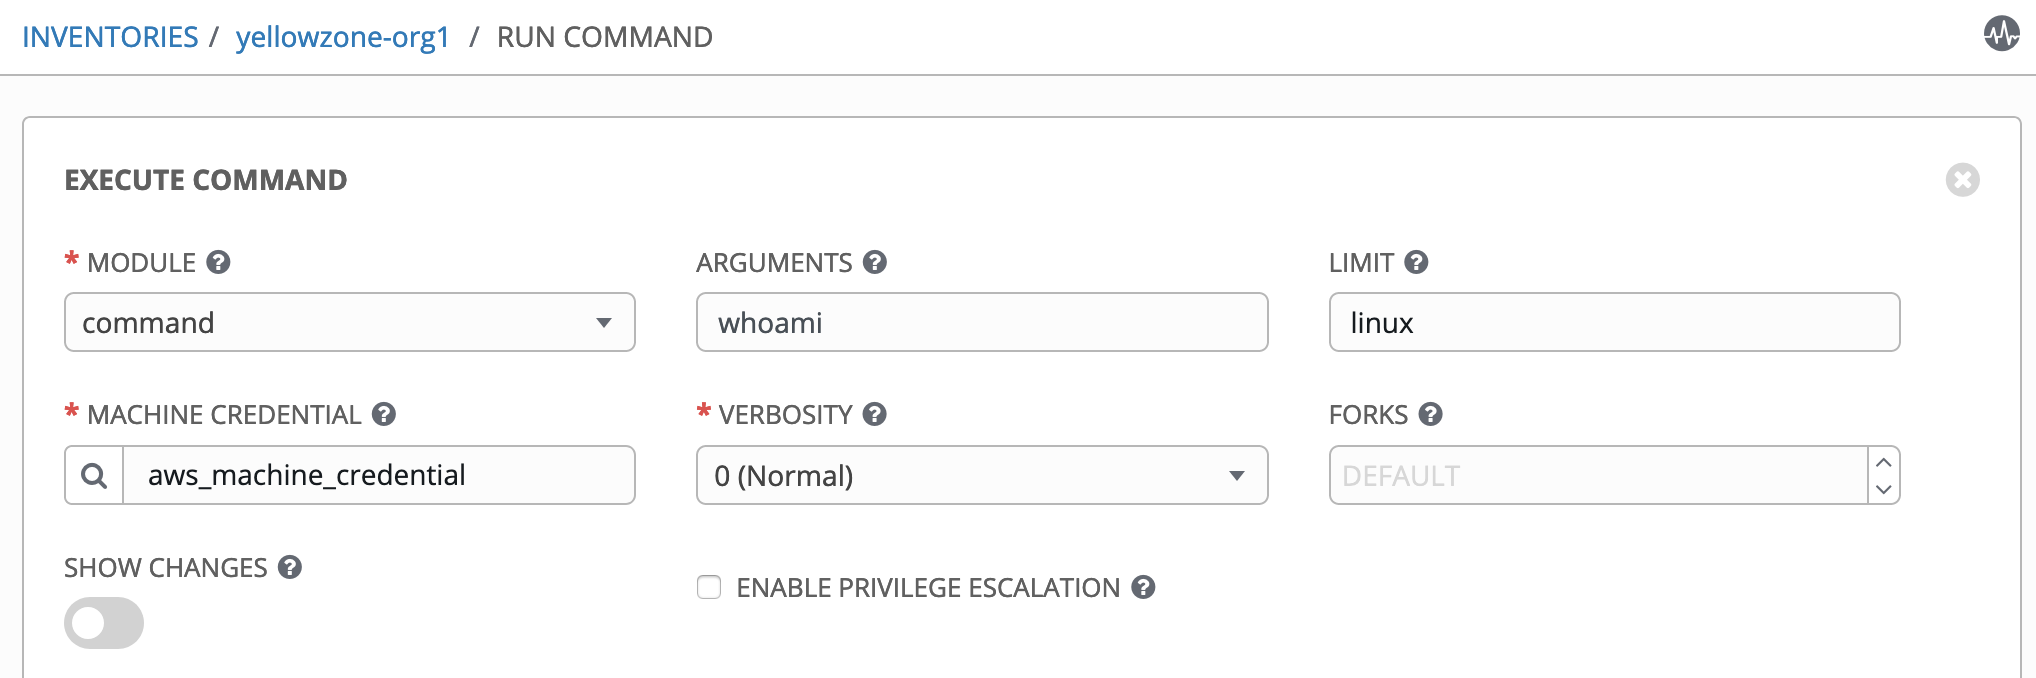 INVENTORIES / yellowzone-org1 / RUN COMMAND
EXECUTE COMMAND
* MODULE ? ARGUMENTS ? LIMIT ?
command whoami linux
* MACHINE CREDENTIAL ? * VERBOSITY ? FORKS ?
aws_machine_credential 0 (Normal) DEFAULT
SHOW CHANGES ?
ENABLE PRIVILEGE ESCALATION ?